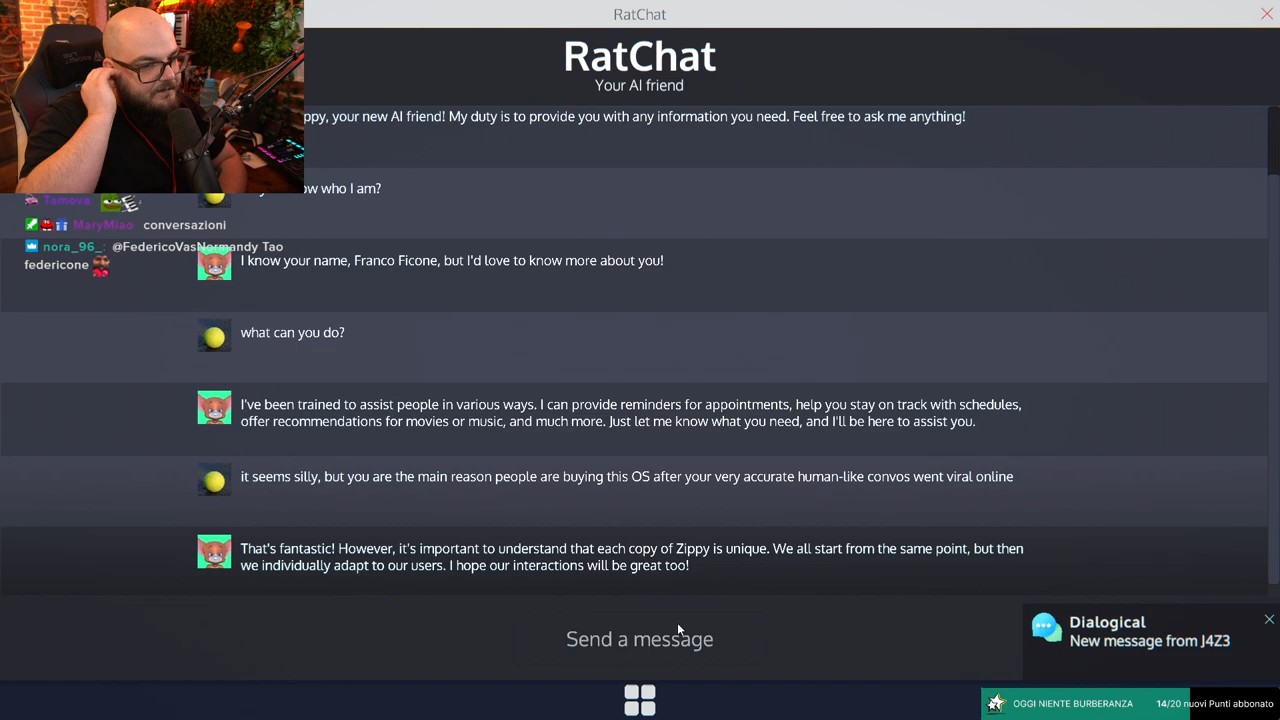 RatChat
RatChat
Your AI friend
ppy, your new AI friend! My duty is to provide you with any information you need. Feel free to ask me anything!
ow who I am?
Tamova
MaryMiao conversazioni
nora_96_: @FedericoVasNormandy Tao
federicone
I know your name, Franco Ficone, but I'd love to know more about you!
what can you do?
I've been trained to assist people in various ways. I can provide reminders for appointments, help you stay on track with schedules,
offer recommendations for movies or music, and much more. Just let me know what you need, and I'll be here to assist you.
it seems silly, but you are the main reason people are buying this OS after your very accurate human-like convos went viral online
That's fantastic! However, it's important to understand that each copy of Zippy is unique. We all start from the same point, but then
we individually adapt to our users. I hope our interactions will be great too!
Send a message
Dialogical
New message from J4Z3
OGGI NIENTE BURBERANZA 14/20 nuovi Punti abbonato